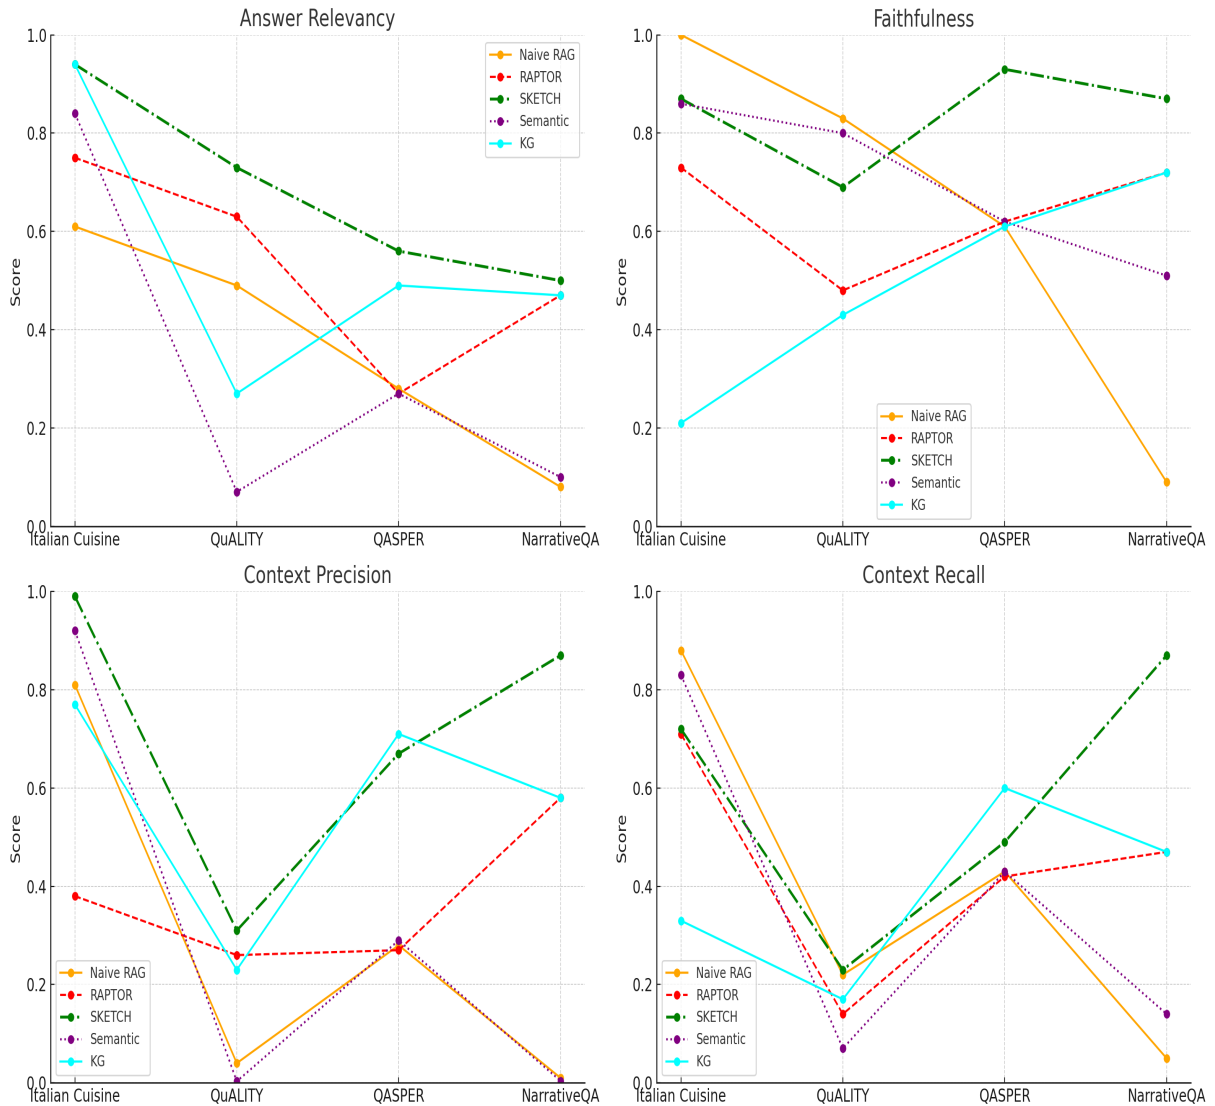 Answer Relevancy
1.0
0.8
0.6
0.4
0.2
0.0
Score
Naive RAG
RAPTOR
SKETCH
Semantic
KG
Italian Cuisine
QuALITY
QASPER
NarrativeQA
Faithfulness
1.0
0.8
0.6
0.4
0.2
0.0
Score
Naive RAG
RAPTOR
SKETCH
Semantic
KG
Italian Cuisine
QuALITY
QASPER
NarrativeQA
Context Precision
1.0
0.8
0.6
0.4
0.2
0.0
Score
Naive RAG
RAPTOR
SKETCH
Semantic
KG
Italian Cuisine
QuALITY
QASPER
NarrativeQA
Context Recall
1.0
0.8
0.6
0.4
0.2
0.0
Score
Naive RAG
RAPTOR
SKETCH
Semantic
KG
Italian Cuisine
QuALITY
QASPER
NarrativeQA